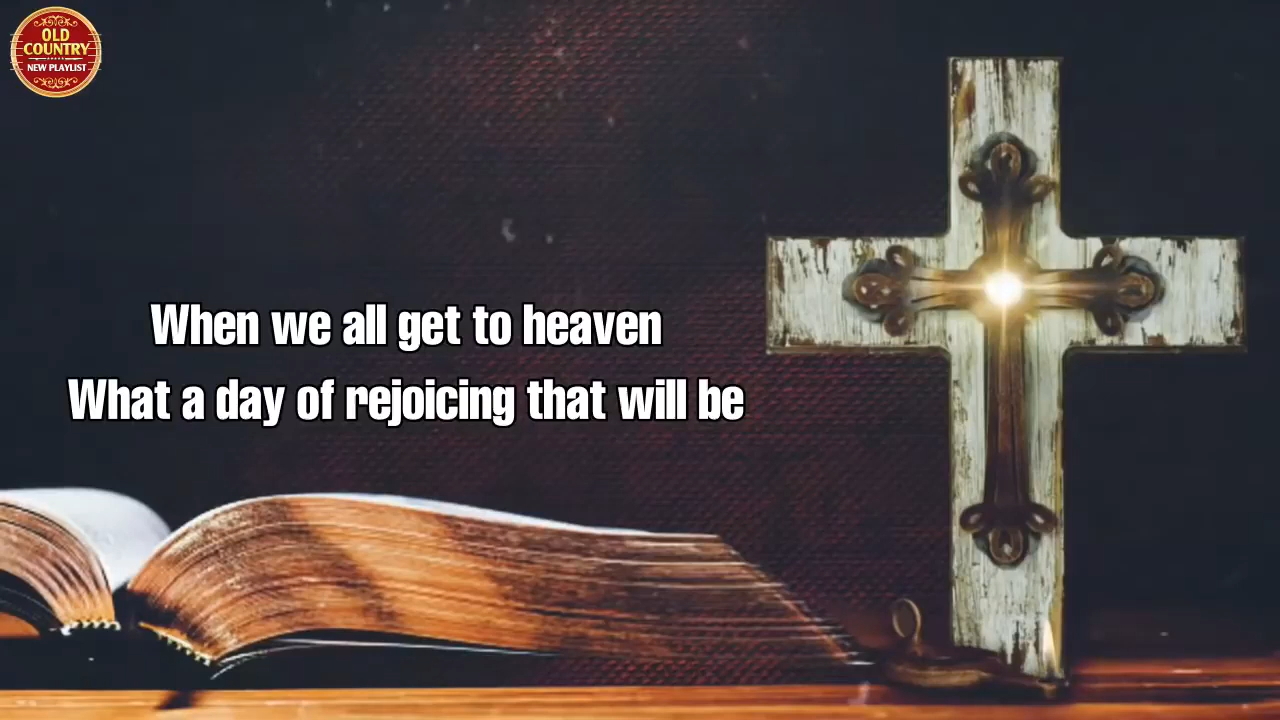 OLD
COUNTRY
NEW PLAYLIST
When we all get to heaven
What a day of rejoicing that will be